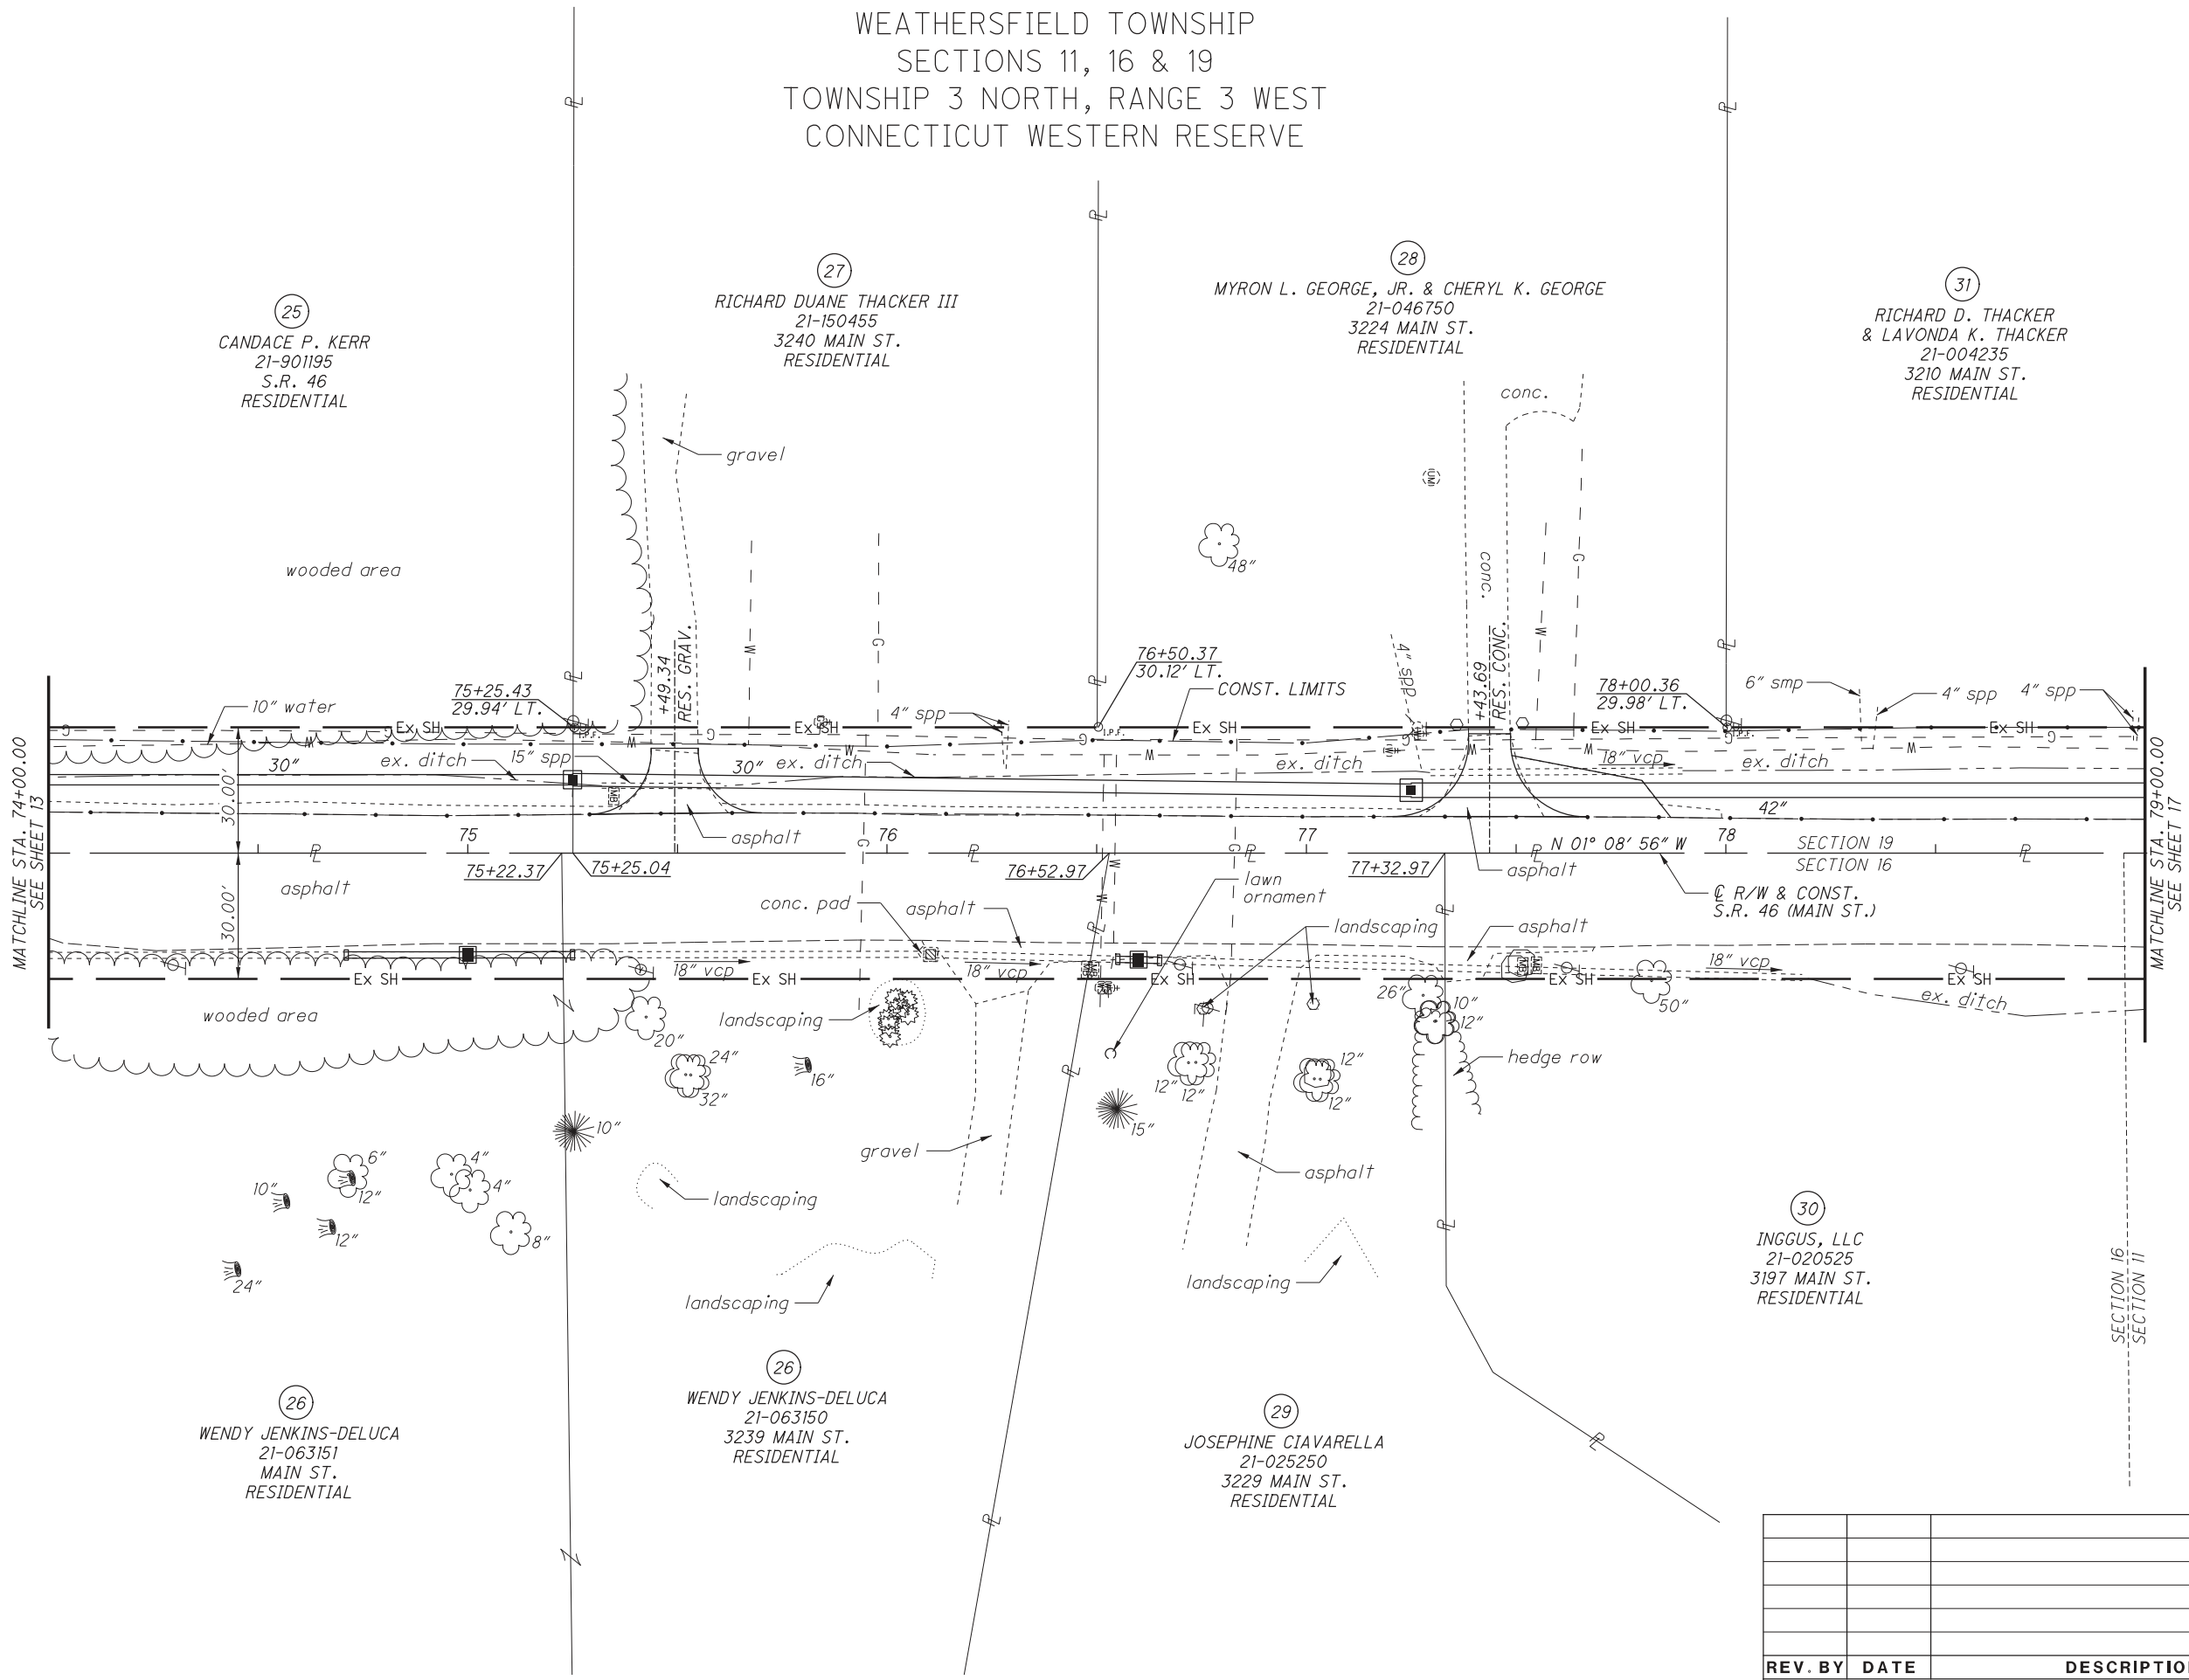 WEATHERSFIELD TOWNSHIP
SECTIONS 11, 16 & 19
TOWNSHIP 3 NORTH, RANGE 3 WEST
CONNECTICUT WESTERN RESERVE
25
CANDACE P. KERR
21-901195
S.R. 46
RESIDENTIAL
27
RICHARD DUANE THACKER III
21-150455
3240 MAIN ST.
RESIDENTIAL
28
MYRON L. GEORGE, JR. & CHERYL K. GEORGE
21-046750
3224 MAIN ST.
RESIDENTIAL
31
RICHARD D. THACKER
& LAVONDA K. THACKER
21-004235
3210 MAIN ST.
RESIDENTIAL
gravel
conc.
wooded area
48"
conc.
MATCHLINE STA. 74+00.00
SEE SHEET 13
10" water
75+25.43
29.94' LT.
+49.34
RES. GRAV.
4" spp
76+50.37
30.12' LT.
CONST. LIMITS
4" spp
+43.69
RES. CONC.
78+00.36
29.98' LT.
6" smp
4" spp
4" spp
Ex SH
Ex SH
Ex SH
Ex SH
Ex SH
30"
ex. ditch
15" spp
30"
ex. ditch
ex. ditch
18" vcp
ex. ditch
42"
30.00'
30.00'
asphalt
75
76
77
78
N 01° 08' 56" W
SECTION 19
SECTION 16
75+22.37
75+25.04
76+52.97
77+32.97
asphalt
asphalt
℄ R/W & CONST.
S.R. 46 (MAIN ST.)
MATCHLINE STA. 79+00.00
SEE SHEET 17
conc. pad
asphalt
lawn
ornament
landscaping
asphalt
18" vcp
18" vcp
18" vcp
Ex SH
Ex SH
Ex SH
Ex SH
Ex SH
ex. ditch
wooded area
landscaping
20"
24"
32"
16"
26"
10"
12"
50"
hedge row
12"
12"
12"
12"
10"
15"
gravel
asphalt
6"
12"
10"
12"
24"
4"
4"
8"
landscaping
landscaping
landscaping
30
INGGUS, LLC
21-020525
3197 MAIN ST.
RESIDENTIAL
SECTION 16
SECTION 11
26
WENDY JENKINS-DELUCA
21-063151
MAIN ST.
RESIDENTIAL
26
WENDY JENKINS-DELUCA
21-063150
3239 MAIN ST.
RESIDENTIAL
29
JOSEPHINE CIAVARELLA
21-025250
3229 MAIN ST.
RESIDENTIAL
REV. BY DATE DESCRIPTION